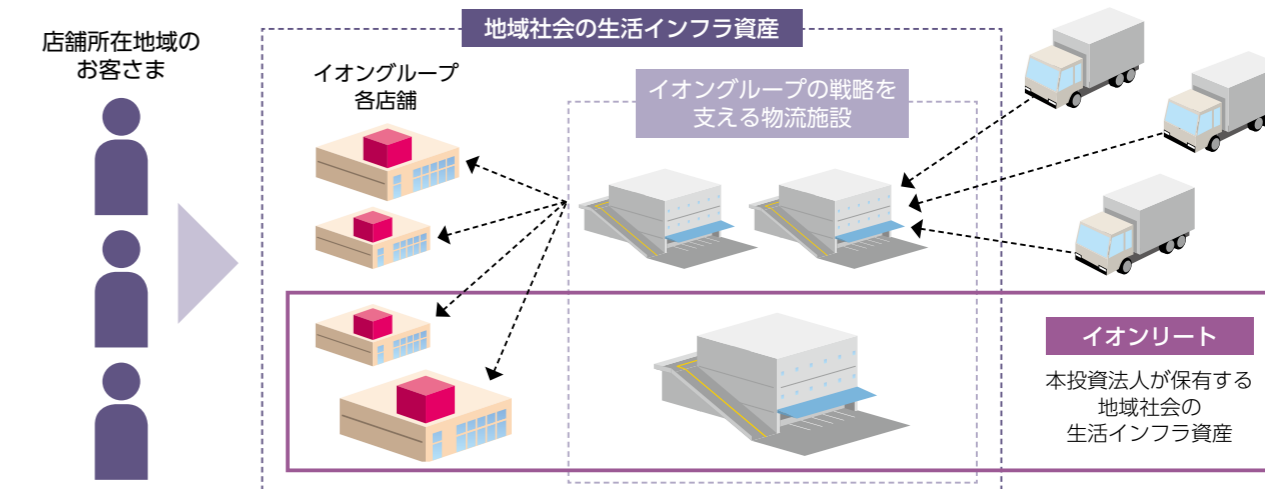 店舗所在地域の
お客さま
地域社会の生活インフラ資産
イオングループ
各店舗
イオングループの戦略を
支える物流施設
イオンリート
本投資法人が保有する
地域社会の
生活インフラ資産